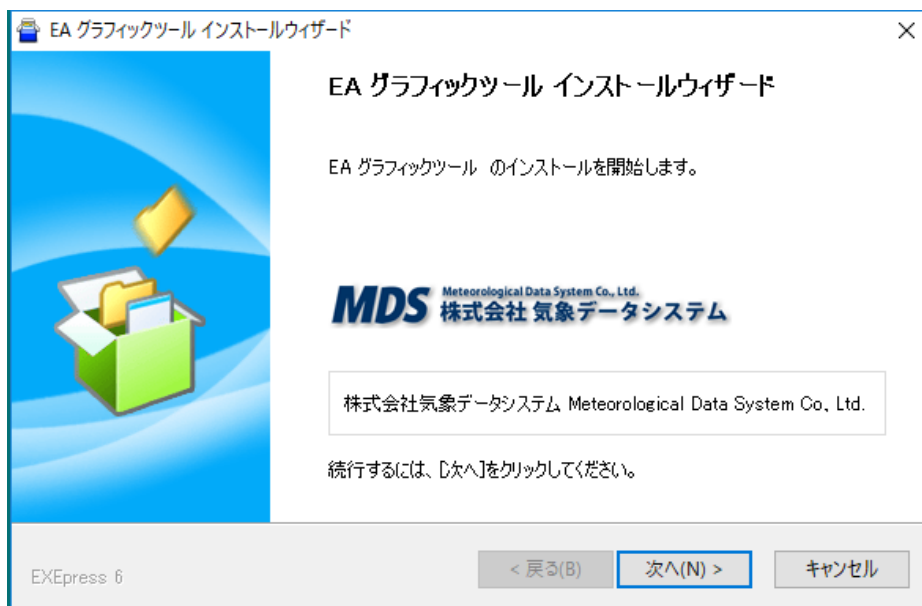 EA グラフィックツール インストールウィザード
EA グラフィックツール インストールウィザード
EA グラフィックツール のインストールを開始します。
MDS Meteorological Data System Co., Ltd.
株式会社 気象データシステム
株式会社気象データシステム Meteorological Data System Co, Ltd.
続行するには、[次へ]をクリックしてください。
EXEpress 6
< 戻る(B) 次へ(N) > キャンセル